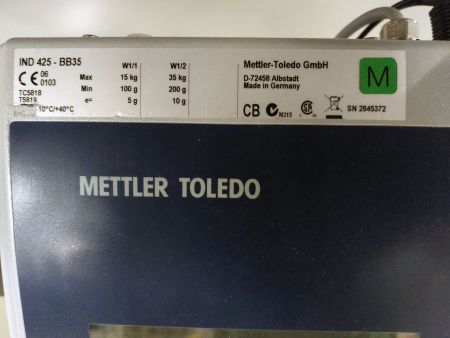 IND 425 - BB35 W1/1 W1/2 Mettler-Toledo GmbH
CE 06 0103 Max 15 kg 35 kg D-72458 Albstadt
Made in Germany
TC5818 Min 100 g 200 g
T5819 e= 5 g 10 g
10°C/+40°C
M
CB N315 SN 2845372
METTLER TOLEDO